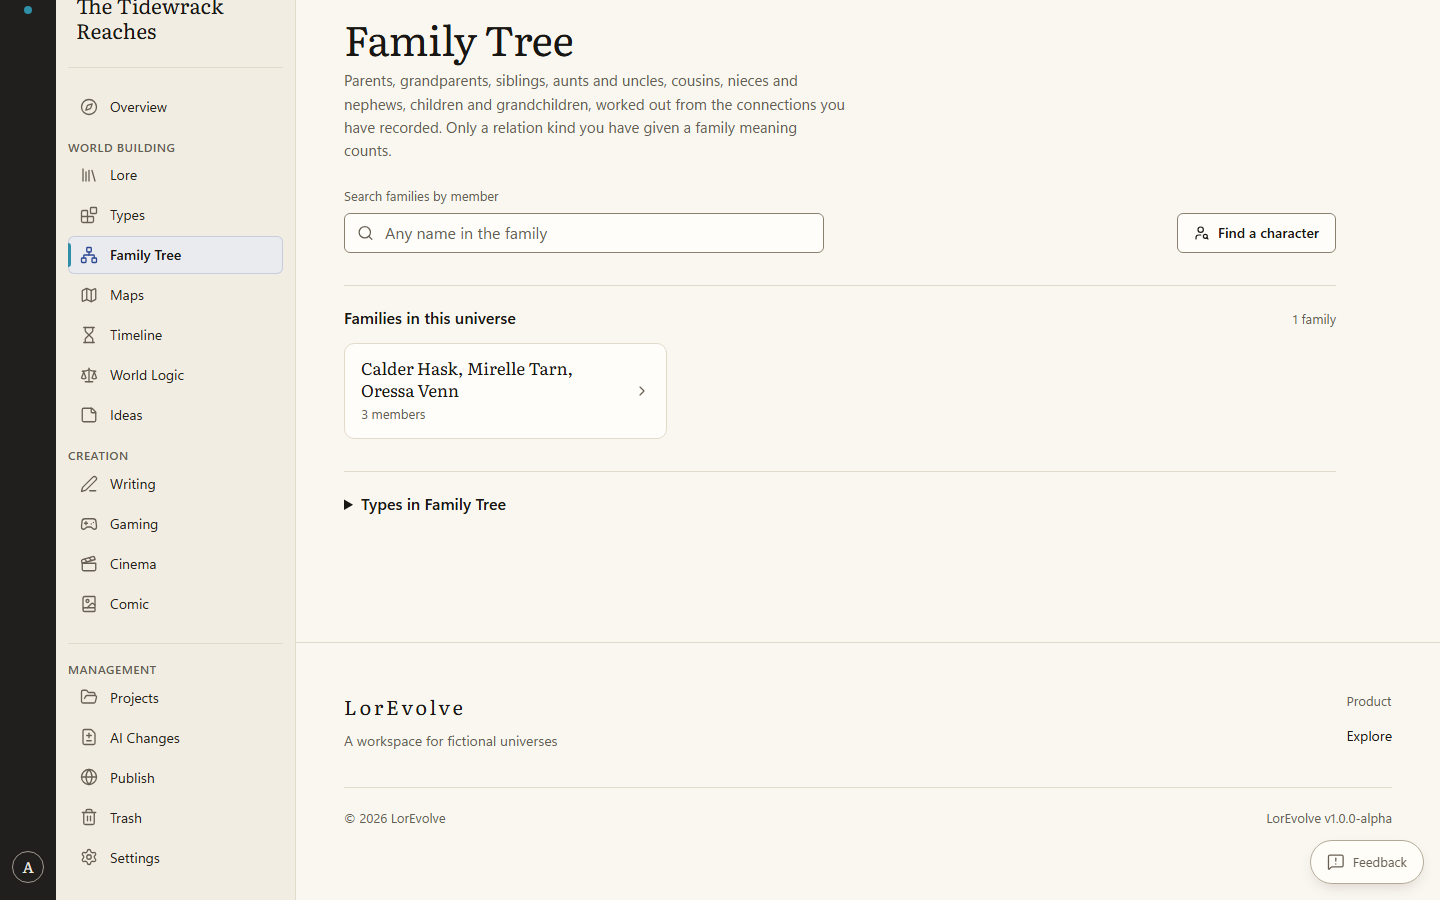 The Tidewrack
Reaches
Overview
WORLD BUILDING
Lore
Types
Family Tree
Maps
Timeline
World Logic
Ideas
CREATION
Writing
Gaming
Cinema
Comic
MANAGEMENT
Projects
AI Changes
Publish
Trash
Settings
A
Family Tree
Parents, grandparents, siblings, aunts and uncles, cousins, nieces and
nephews, children and grandchildren, worked out from the connections you
have recorded. Only a relation kind you have given a family meaning
counts.
Search families by member
Any name in the family
Find a character
Families in this universe
1 family
Calder Hask, Mirelle Tarn,
Oressa Venn
3 members
Types in Family Tree
LorEvolve
A workspace for fictional universes
Product
Explore
© 2026 LorEvolve
LorEvolve v1.0.0-alpha
Feedback